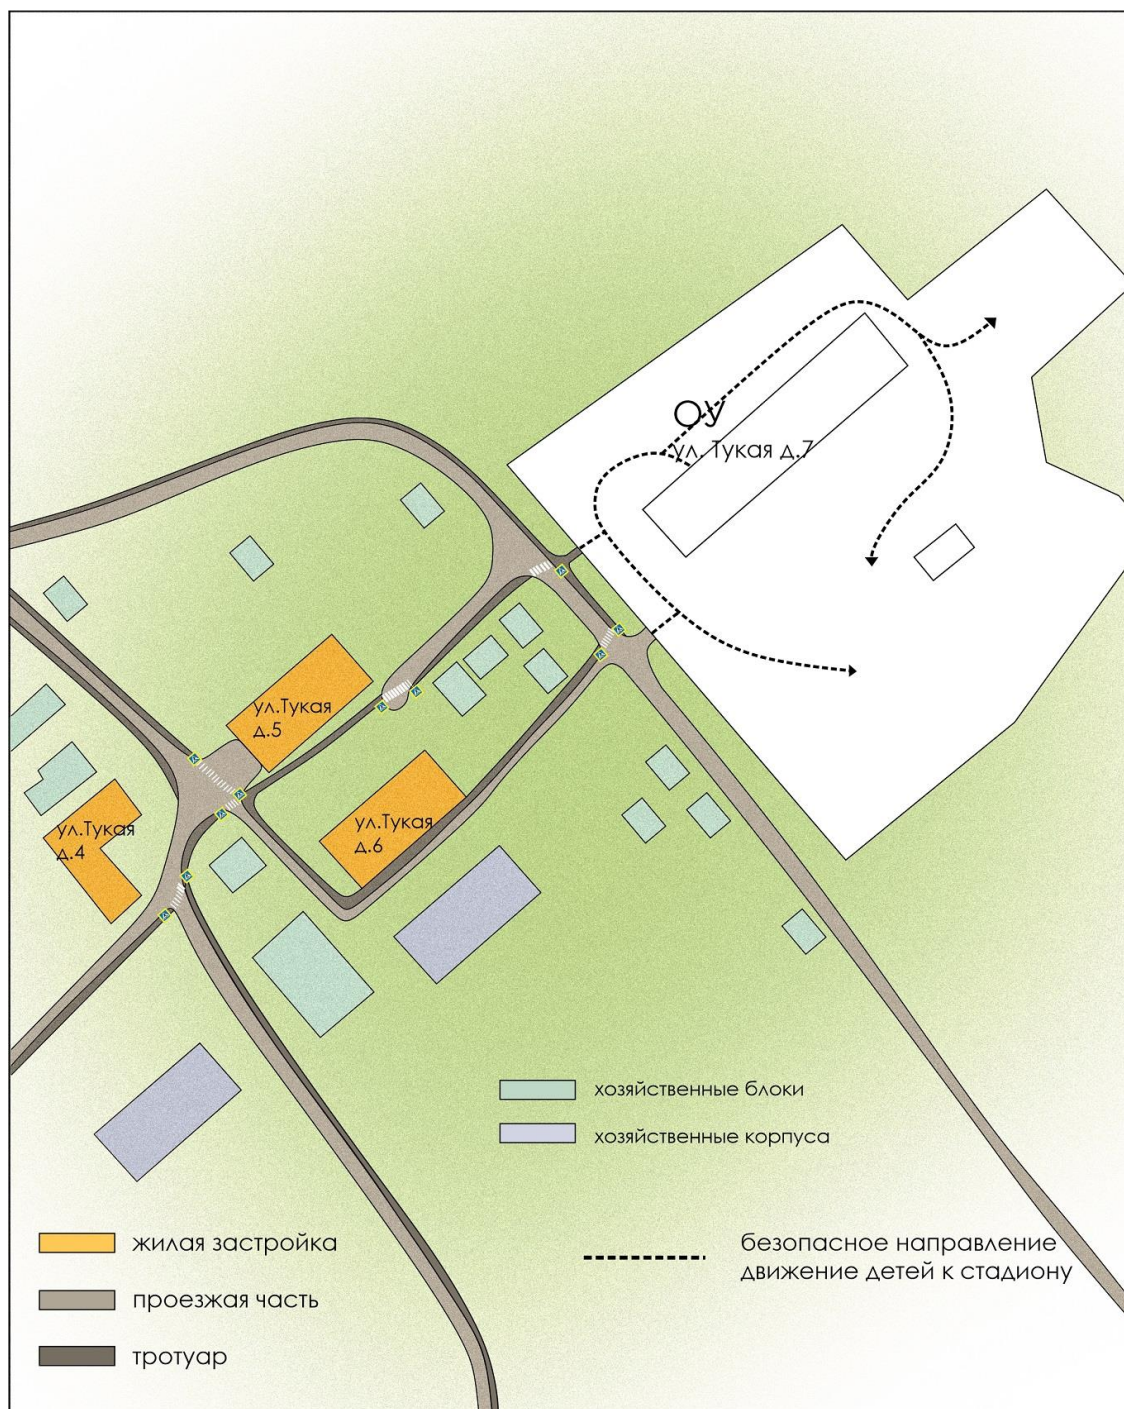 ОУ
ул. Тукая д.7
ул.Тукая
д.5
ул.Тукая
д.6
ул.Тукая
д.4
хозяйственные блоки
хозяйственные корпуса
жилая застройка
проезжая часть
тротуар
безопасное направление
движение детей к стадиону